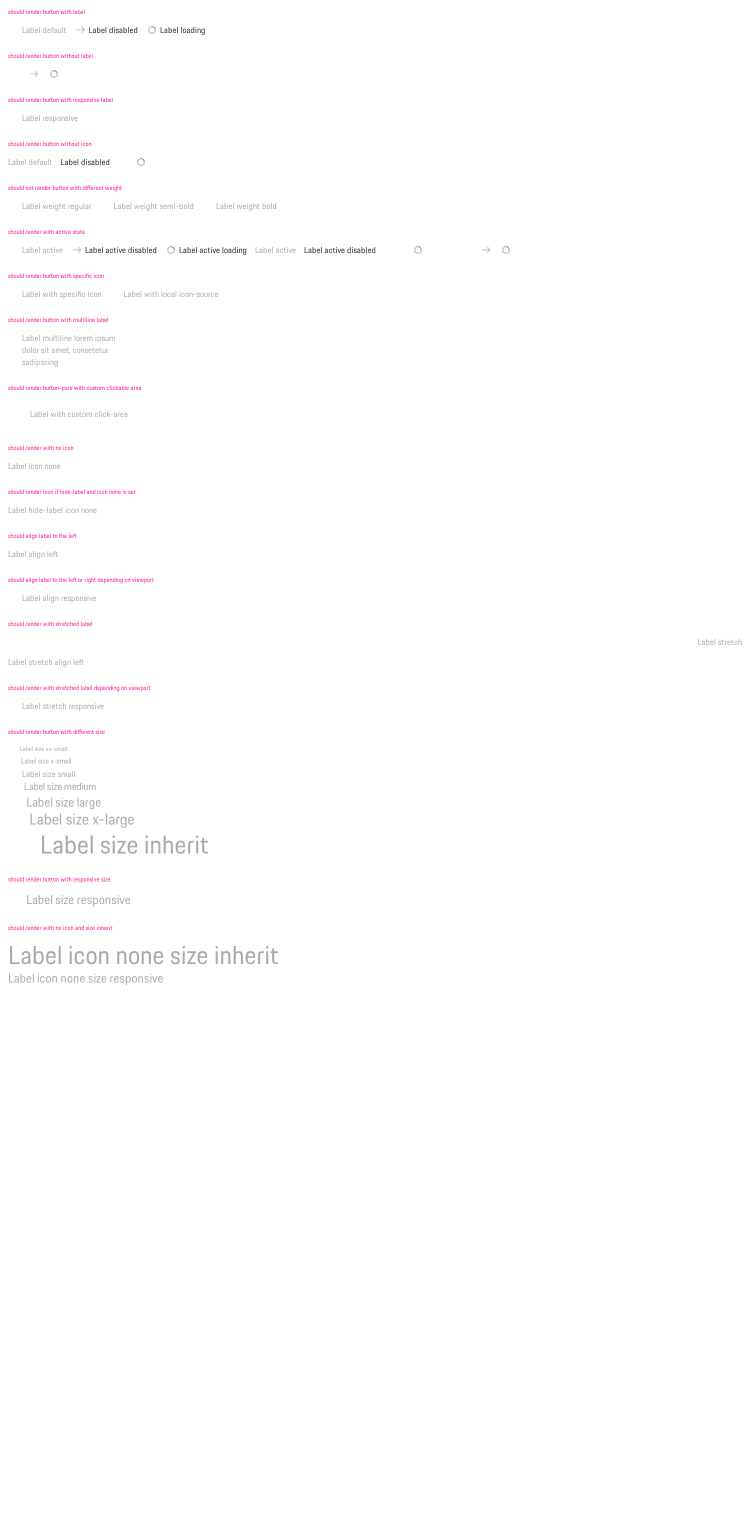 should render button with label
Label default Label disabled Label loading
should render button without label
should render button with responsive label
Label responsive
should render button without icon
Label default Label disabled
should not render button with different weight
Label weight regular Label weight semi-bold Label weight bold
should render with active state
Label active Label active disabled Label active loading Label active Label active disabled
should render button with specific icon
Label with specific icon Label with local icon-source
should render button with multiline label
Label multiline lorem ipsum
dolor sit amet, consetetur
sadipscing
should render button-pure with custom clickable area
Label with custom click-area
should render with no icon
Label icon none
should render icon if hide-label and icon none is set
Label hide-label icon none
should align label to the left
Label align left
should align label to the left or right depending on viewport
Label align responsive
should render with stretched label
Label stretch
Label stretch align left
should render with stretched label depending on viewport
Label stretch responsive
should render button with different size
Label size xx-small
Label size x-small
Label size small
Label size medium
Label size large
Label size x-large
Label size inherit
should render button with responsive size
Label size responsive
should render with no icon and size inherit
Label icon none size inherit
Label icon none size responsive